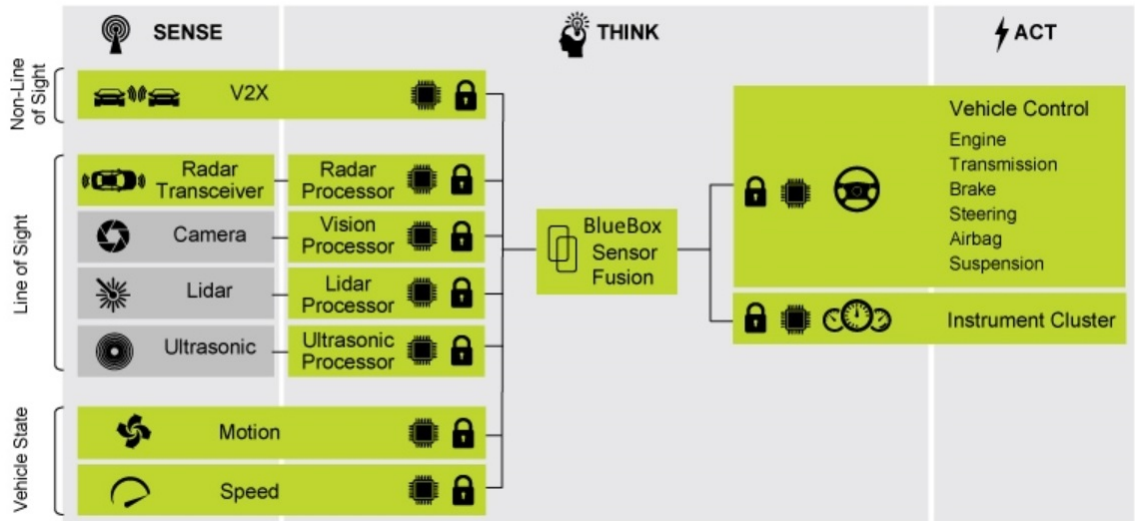 SENSE
THINK
ACT
Non-Line
of Sight
V2X
Line of Sight
Radar
Transceiver
Radar
Processor
Camera
Vision
Processor
Lidar
Lidar
Processor
Ultrasonic
Ultrasonic
Processor
Vehicle State
Motion
Speed
BlueBox
Sensor
Fusion
Vehicle Control
Engine
Transmission
Brake
Steering
Airbag
Suspension
Instrument Cluster